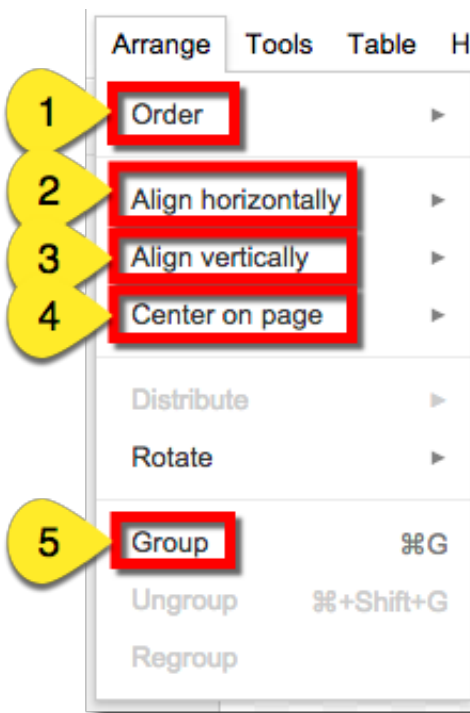 Arrange Tools Table H
1 Order
2 Align horizontally
3 Align vertically
4 Center on page
Distribute
Rotate
5 Group ⌘G
Ungroup ⌘+Shift+G
Regroup